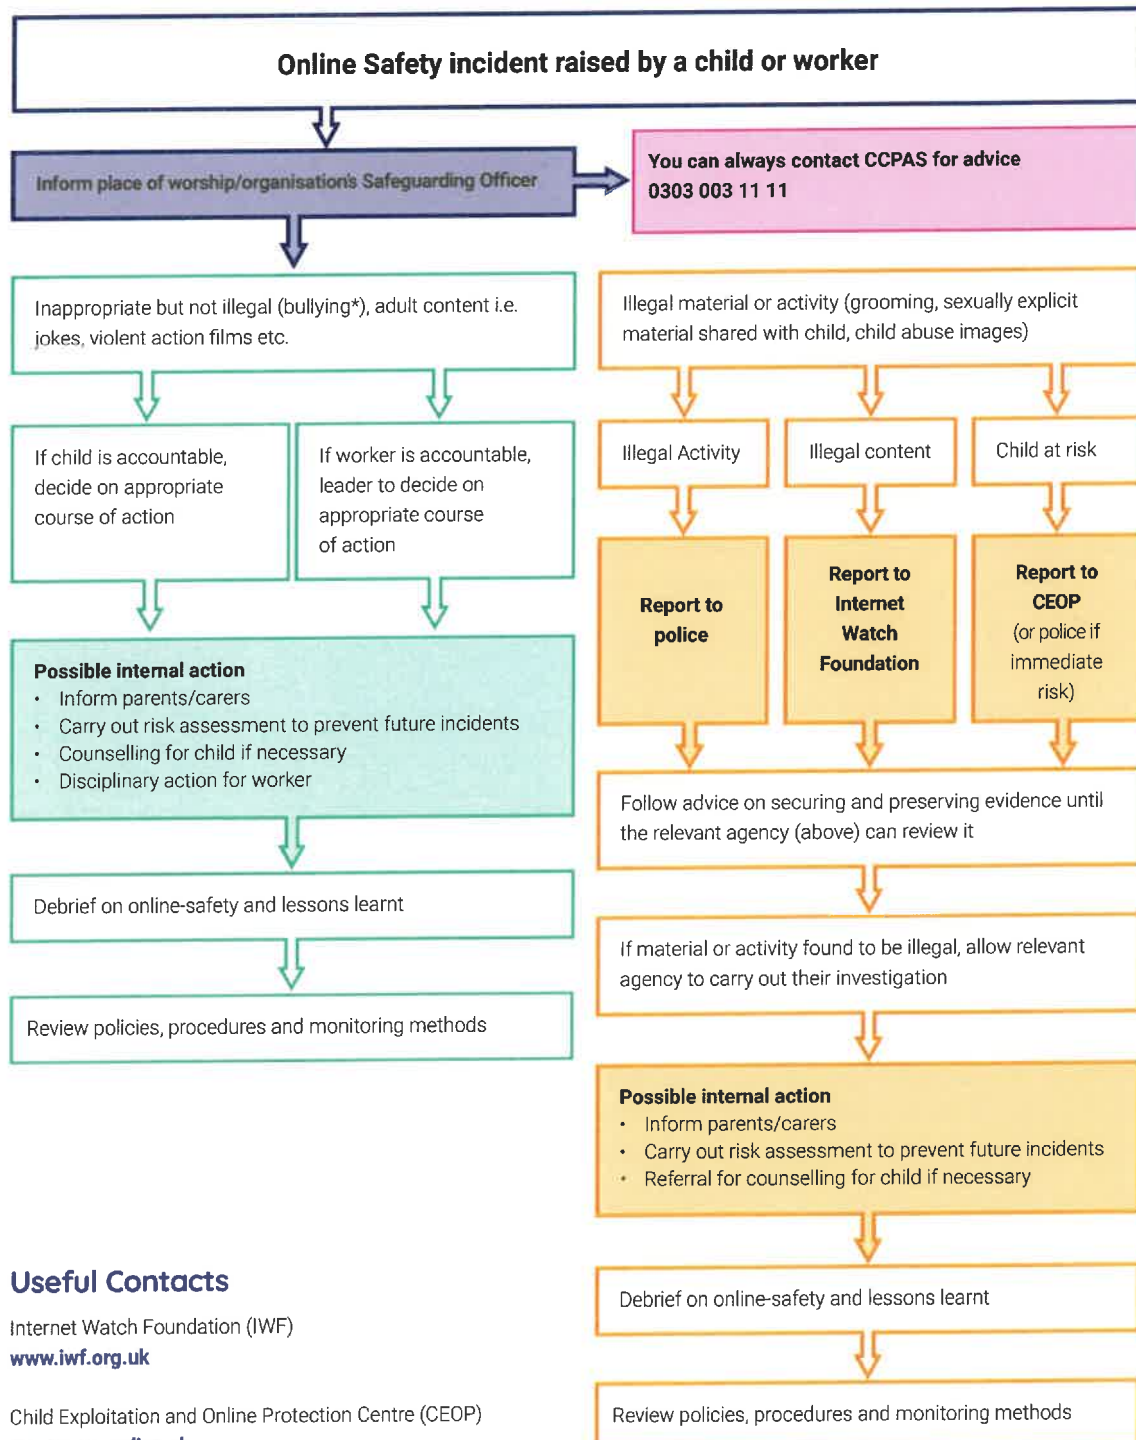 Online Safety incident raised by a child or worker
Inform place of worship/organisation's Safeguarding Officer
You can always contact CCPAS for advice
0303 003 11 11
Inappropriate but not illegal (bullying*), adult content i.e.
jokes, violent action films etc.
If child is accountable,
decide on appropriate
course of action
If worker is accountable,
leader to decide on
appropriate course
of action
Possible internal action
• Inform parents/carers
• Carry out risk assessment to prevent future incidents
• Counselling for child if necessary
• Disciplinary action for worker
Debrief on online-safety and lessons learnt
Review policies, procedures and monitoring methods
Illegal material or activity (grooming, sexually explicit
material shared with child, child abuse images)
Illegal Activity
Illegal content
Child at risk
Report to
police
Report to
Internet
Watch
Foundation
Report to
CEOP
(or police if
immediate
risk)
Follow advice on securing and preserving evidence until
the relevant agency (above) can review it
If material or activity found to be illegal, allow relevant
agency to carry out their investigation
Possible internal action
• Inform parents/carers
• Carry out risk assessment to prevent future incidents
• Referral for counselling for child if necessary
Debrief on online-safety and lessons learnt
Review policies, procedures and monitoring methods
Useful Contacts
Internet Watch Foundation (IWF)
www.iwf.org.uk
Child Exploitation and Online Protection Centre (CEOP)